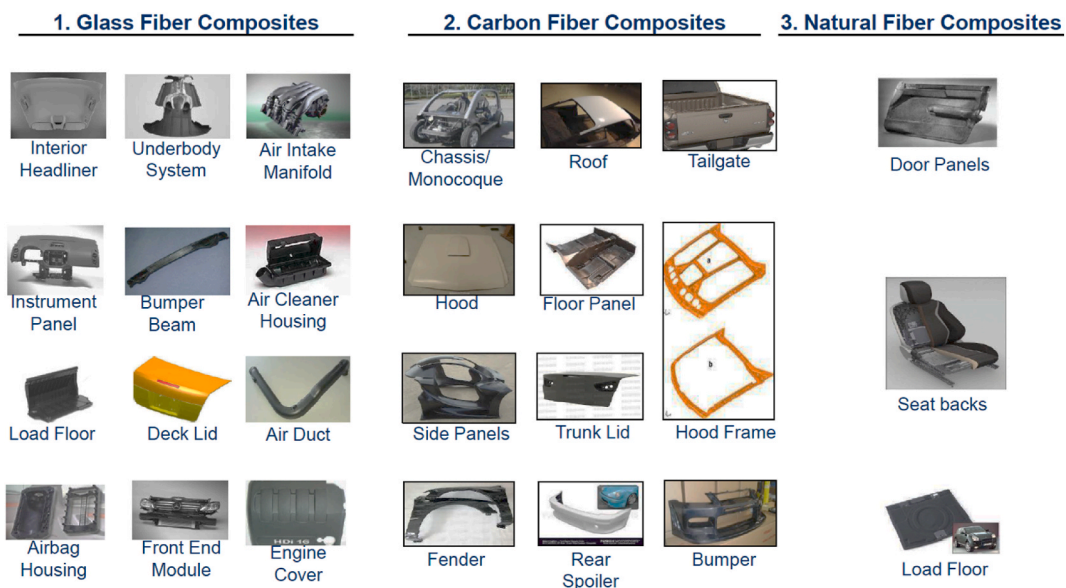 1. Glass Fiber Composites
2. Carbon Fiber Composites
3. Natural Fiber Composites
Interior
Headliner
Underbody
System
Air Intake
Manifold
Chassis/
Monocoque
Roof
Tailgate
Door Panels
Instrument
Panel
Bumper
Beam
Air Cleaner
Housing
Hood
Floor Panel
a
b
Seat backs
Load Floor
Deck Lid
Air Duct
Side Panels
Trunk Lid
Hood Frame
HDi 16
Airbag
Housing
Front End
Module
Engine
Cover
Fender
Rear
Spoiler
Bumper
Load Floor